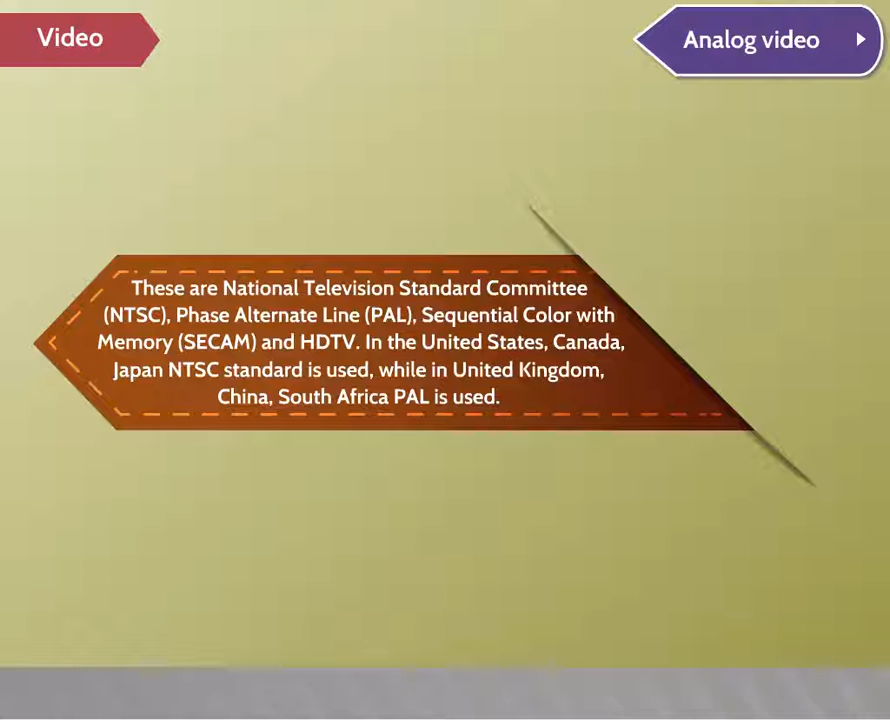 Video
Analog video
These are National Television Standard Committee
(NTSC), Phase Alternate Line (PAL), Sequential Color with
Memory (SECAM) and HDTV. In the United States, Canada,
Japan NTSC standard is used, while in United Kingdom,
China, South Africa PAL is used.